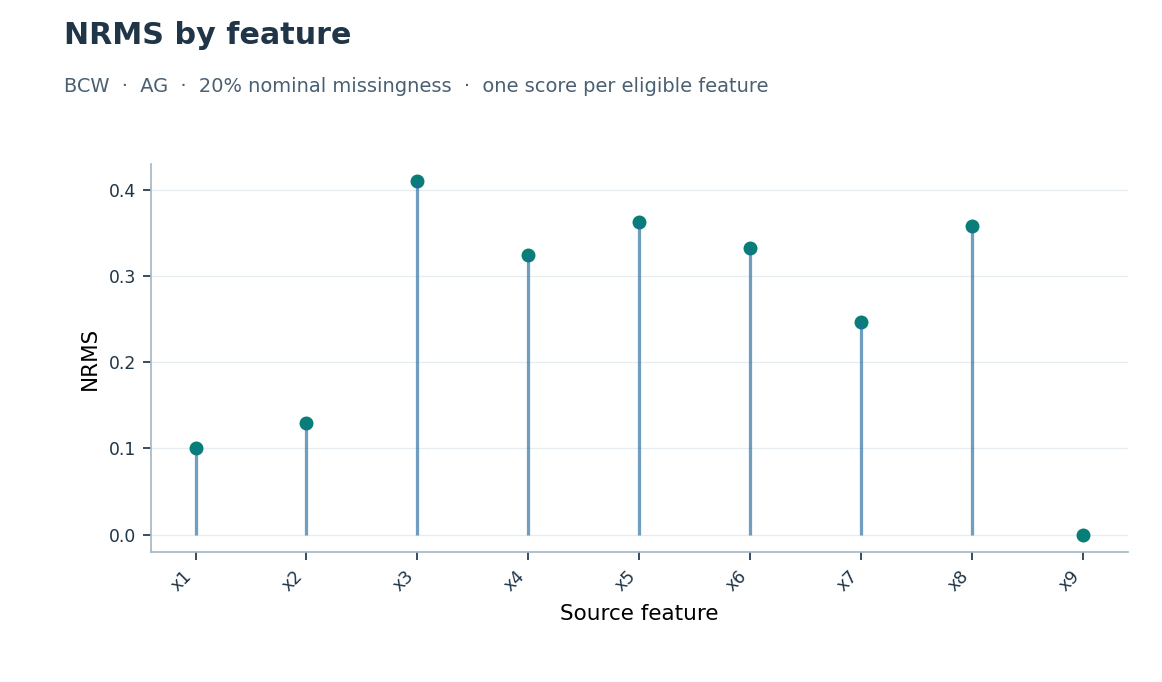 NRMS by feature
BCW · AG · 20% nominal missingness · one score per eligible feature
NRMS
0.4
0.3
0.2
0.1
0.0
x1 x2 x3 x4 x5 x6 x7 x8 x9
Source feature